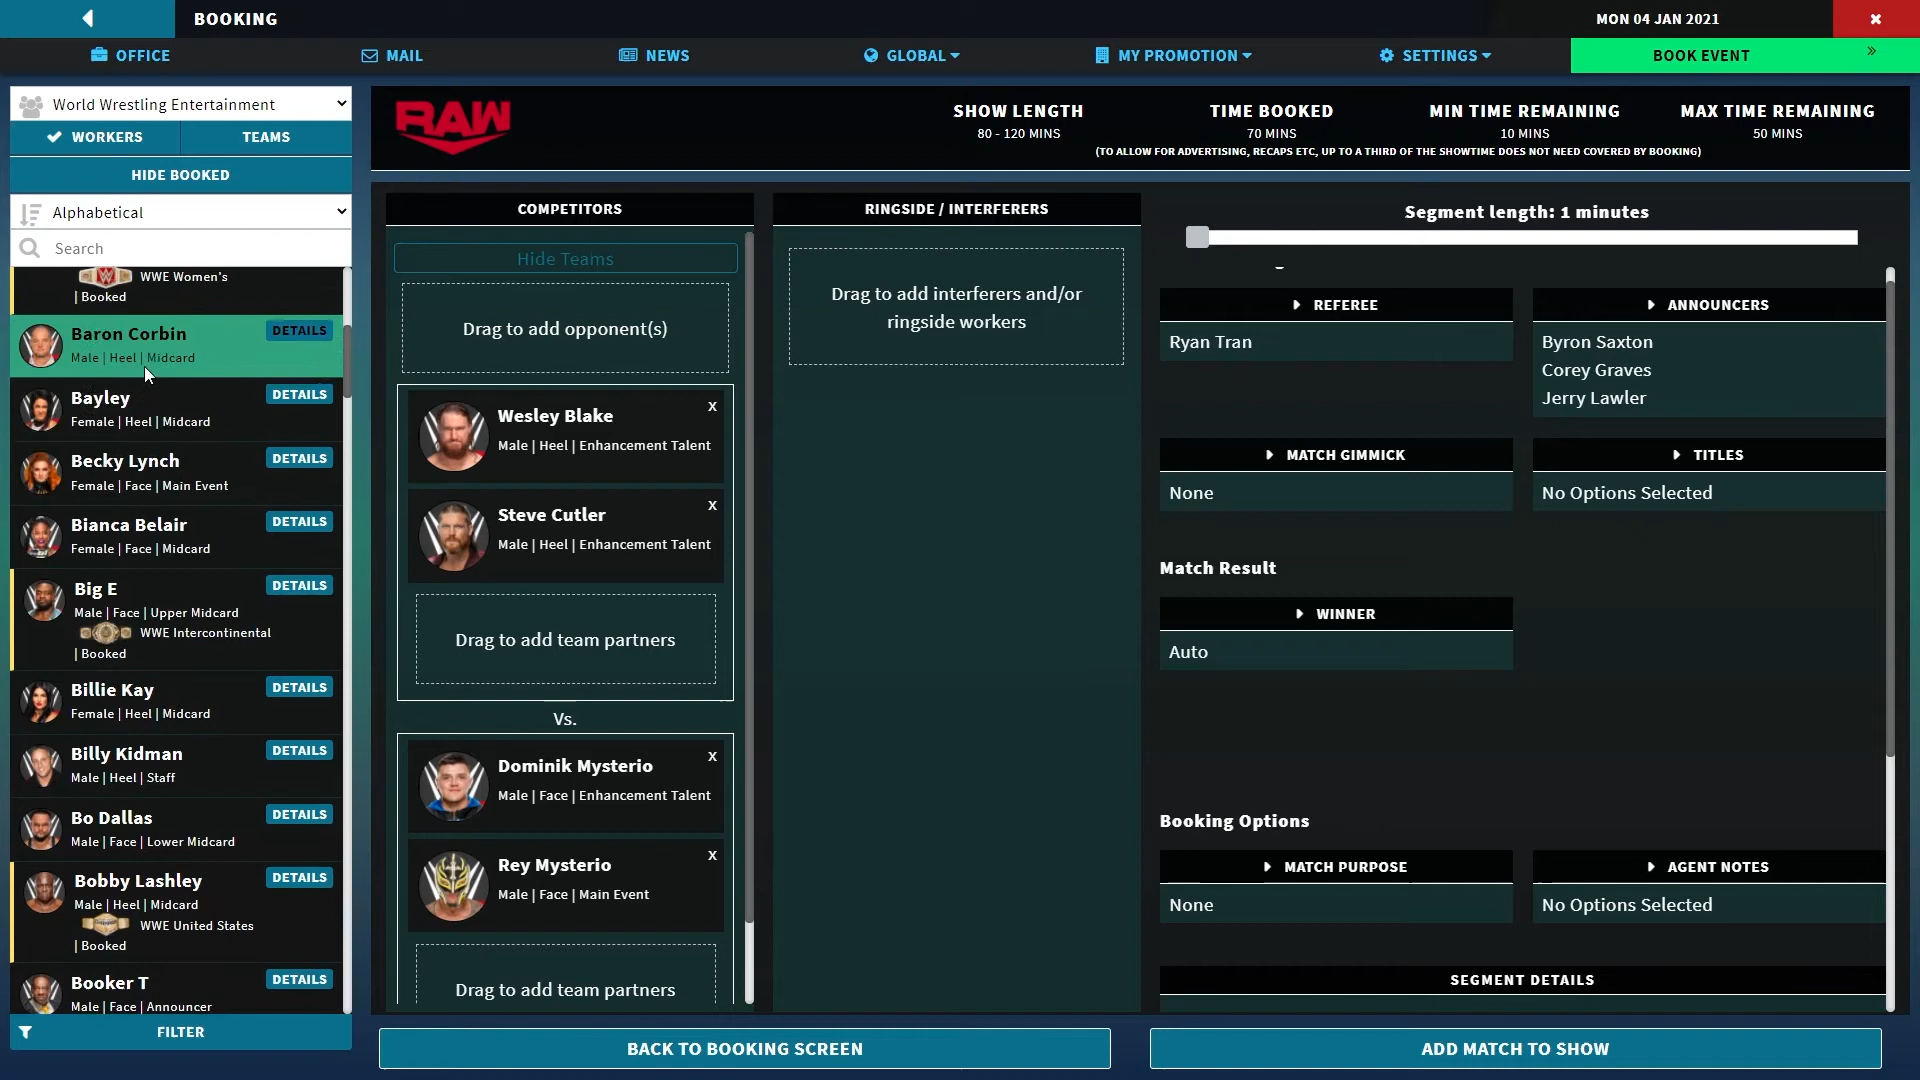 BOOKING
MON 04 JAN 2021
OFFICE
MAIL
NEWS
GLOBAL
MY PROMOTION
SETTINGS
BOOK EVENT
World Wrestling Entertainment
WORKERS
TEAMS
HIDE BOOKED
Alphabetical
Search
WWE Women's
| Booked
Baron Corbin
DETAILS
Male | Heel | Midcard
Bayley
DETAILS
Female | Heel | Midcard
Becky Lynch
DETAILS
Female | Face | Main Event
Bianca Belair
DETAILS
Female | Face | Midcard
Big E
DETAILS
Male | Face | Upper Midcard
WWE Intercontinental
| Booked
Billie Kay
DETAILS
Female | Heel | Midcard
Billy Kidman
DETAILS
Male | Heel | Staff
Bo Dallas
DETAILS
Male | Face | Lower Midcard
Bobby Lashley
DETAILS
Male | Heel | Midcard
WWE United States
| Booked
Booker T
DETAILS
Male | Face | Announcer
FILTER
RAW
SHOW LENGTH
80 - 120 MINS
TIME BOOKED
70 MINS
MIN TIME REMAINING
10 MINS
MAX TIME REMAINING
50 MINS
(TO ALLOW FOR ADVERTISING, RECAPS ETC, UP TO A THIRD OF THE SHOWTIME DOES NOT NEED COVERED BY BOOKING)
COMPETITORS
Hide Teams
Drag to add opponent(s)
Wesley Blake
X
Male | Heel | Enhancement Talent
Steve Cutler
X
Male | Heel | Enhancement Talent
Drag to add team partners
Vs.
Dominik Mysterio
X
Male | Face | Enhancement Talent
Rey Mysterio
X
Male | Face | Main Event
Drag to add team partners
RINGSIDE / INTERFERERS
Drag to add interferers and/or
ringside workers
Segment length: 1 minutes
REFEREE
Ryan Tran
ANNOUNCERS
Byron Saxton
Corey Graves
Jerry Lawler
MATCH GIMMICK
None
TITLES
No Options Selected
Match Result
WINNER
Auto
Booking Options
MATCH PURPOSE
None
AGENT NOTES
No Options Selected
SEGMENT DETAILS
BACK TO BOOKING SCREEN
ADD MATCH TO SHOW